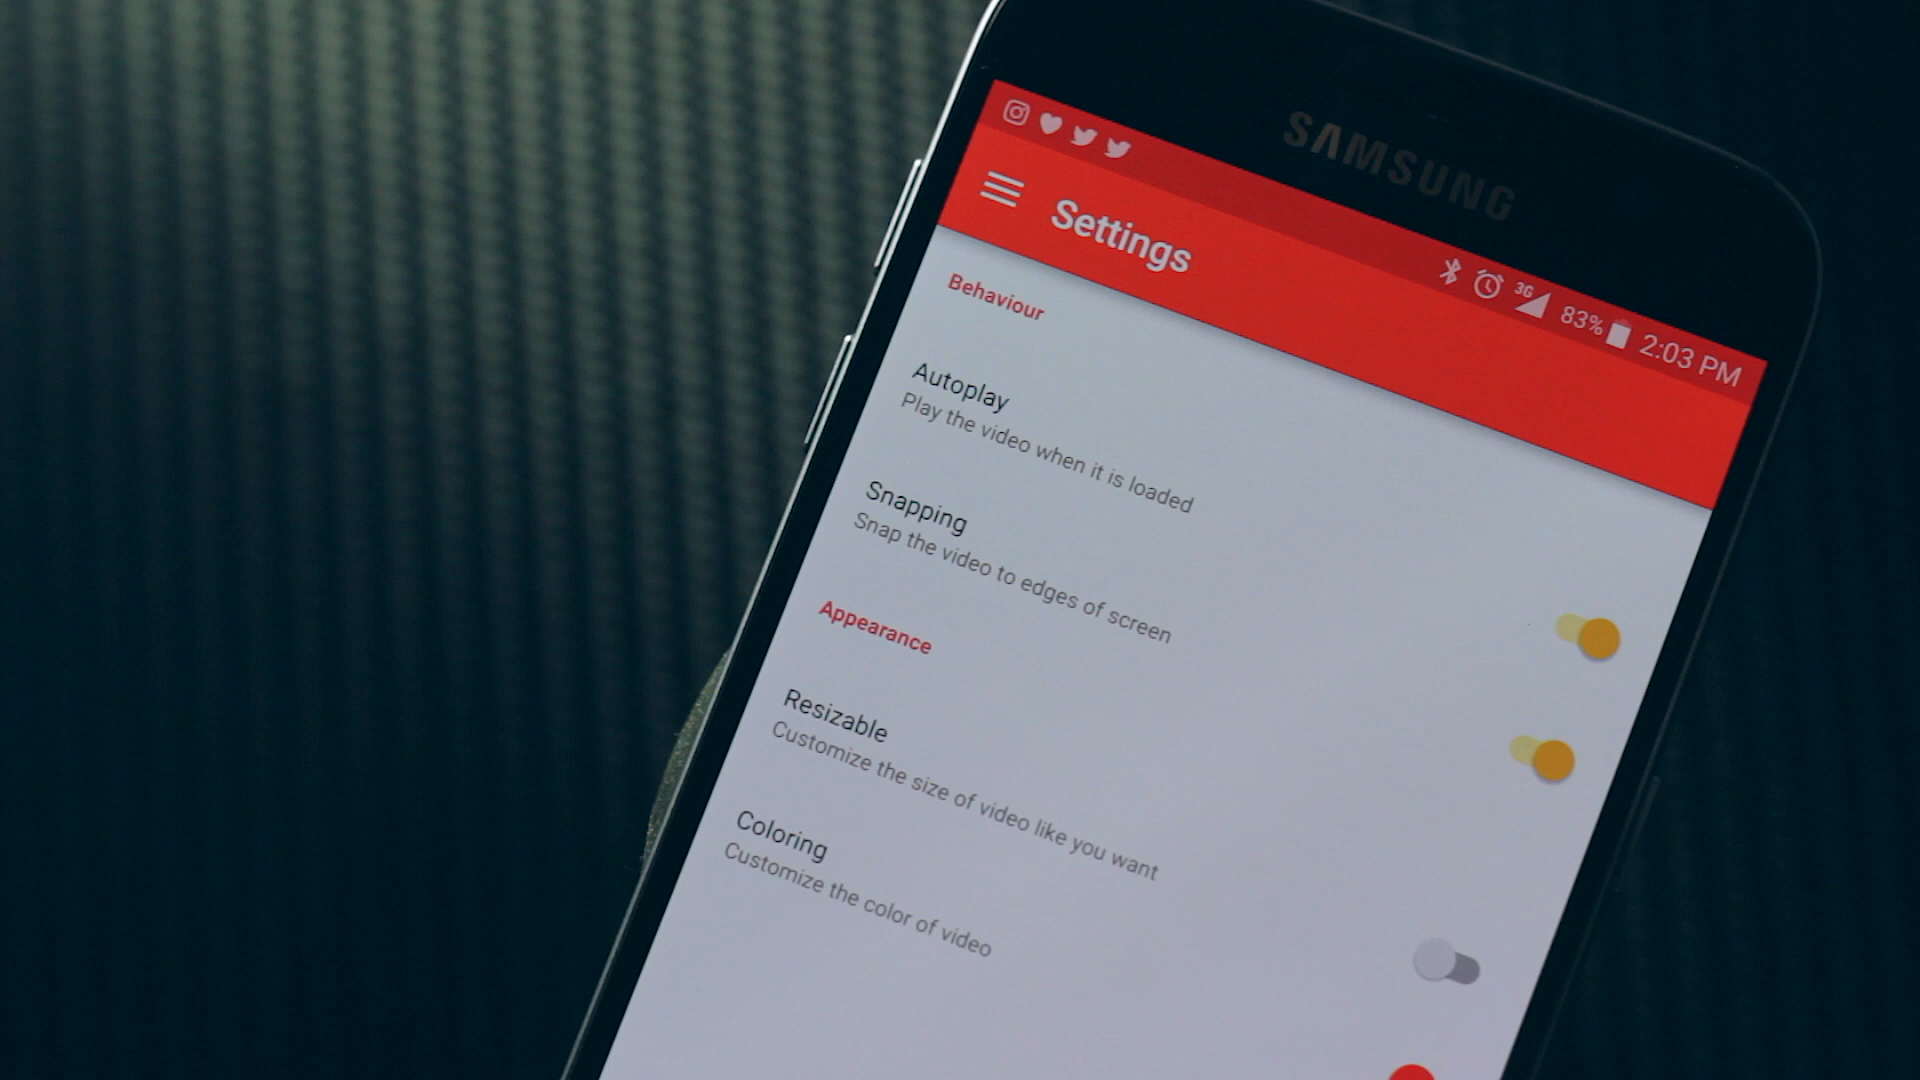 SAMSUNG
3G 83% 2:03 PM
Settings
Behaviour
Autoplay
Play the video when it is loaded
Snapping
Snap the video to edges of screen
Appearance
Resizable
Customize the size of video like you want
Coloring
Customize the color of video